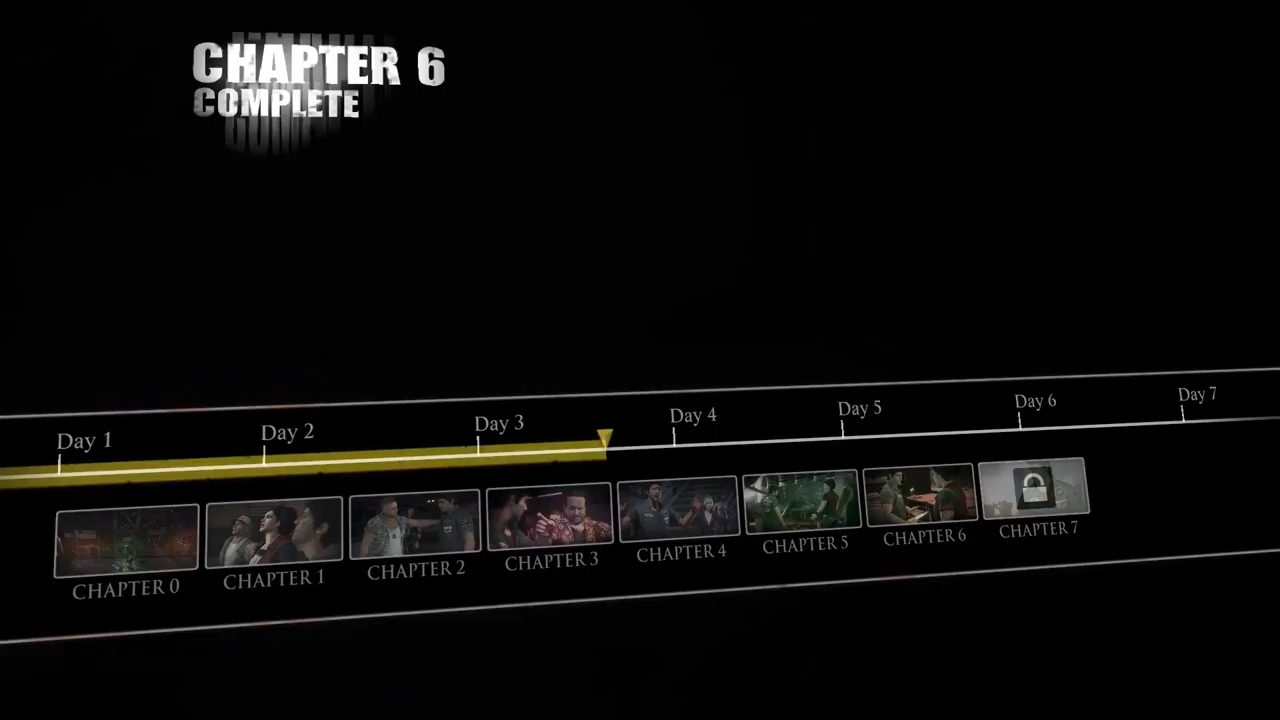 CHAPTER 6
COMPLETE
Day 1
Day 2
Day 3
Day 4
Day 5
Day 6
Day 7
CHAPTER 0
CHAPTER 1
CHAPTER 2
CHAPTER 3
CHAPTER 4
CHAPTER 5
CHAPTER 6
CHAPTER 7